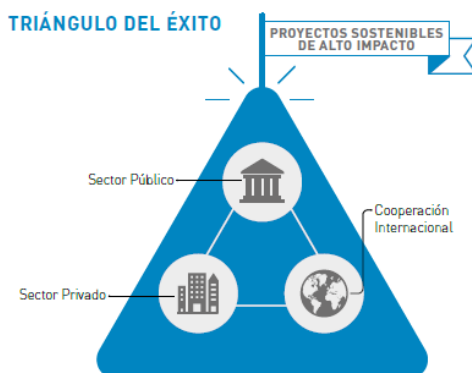 TRIÁNGULO DEL ÉXITO
PROYECTOS SOSTENIBLES
DE ALTO IMPACTO
Sector Público
Cooperación
Internacional
Sector Privado